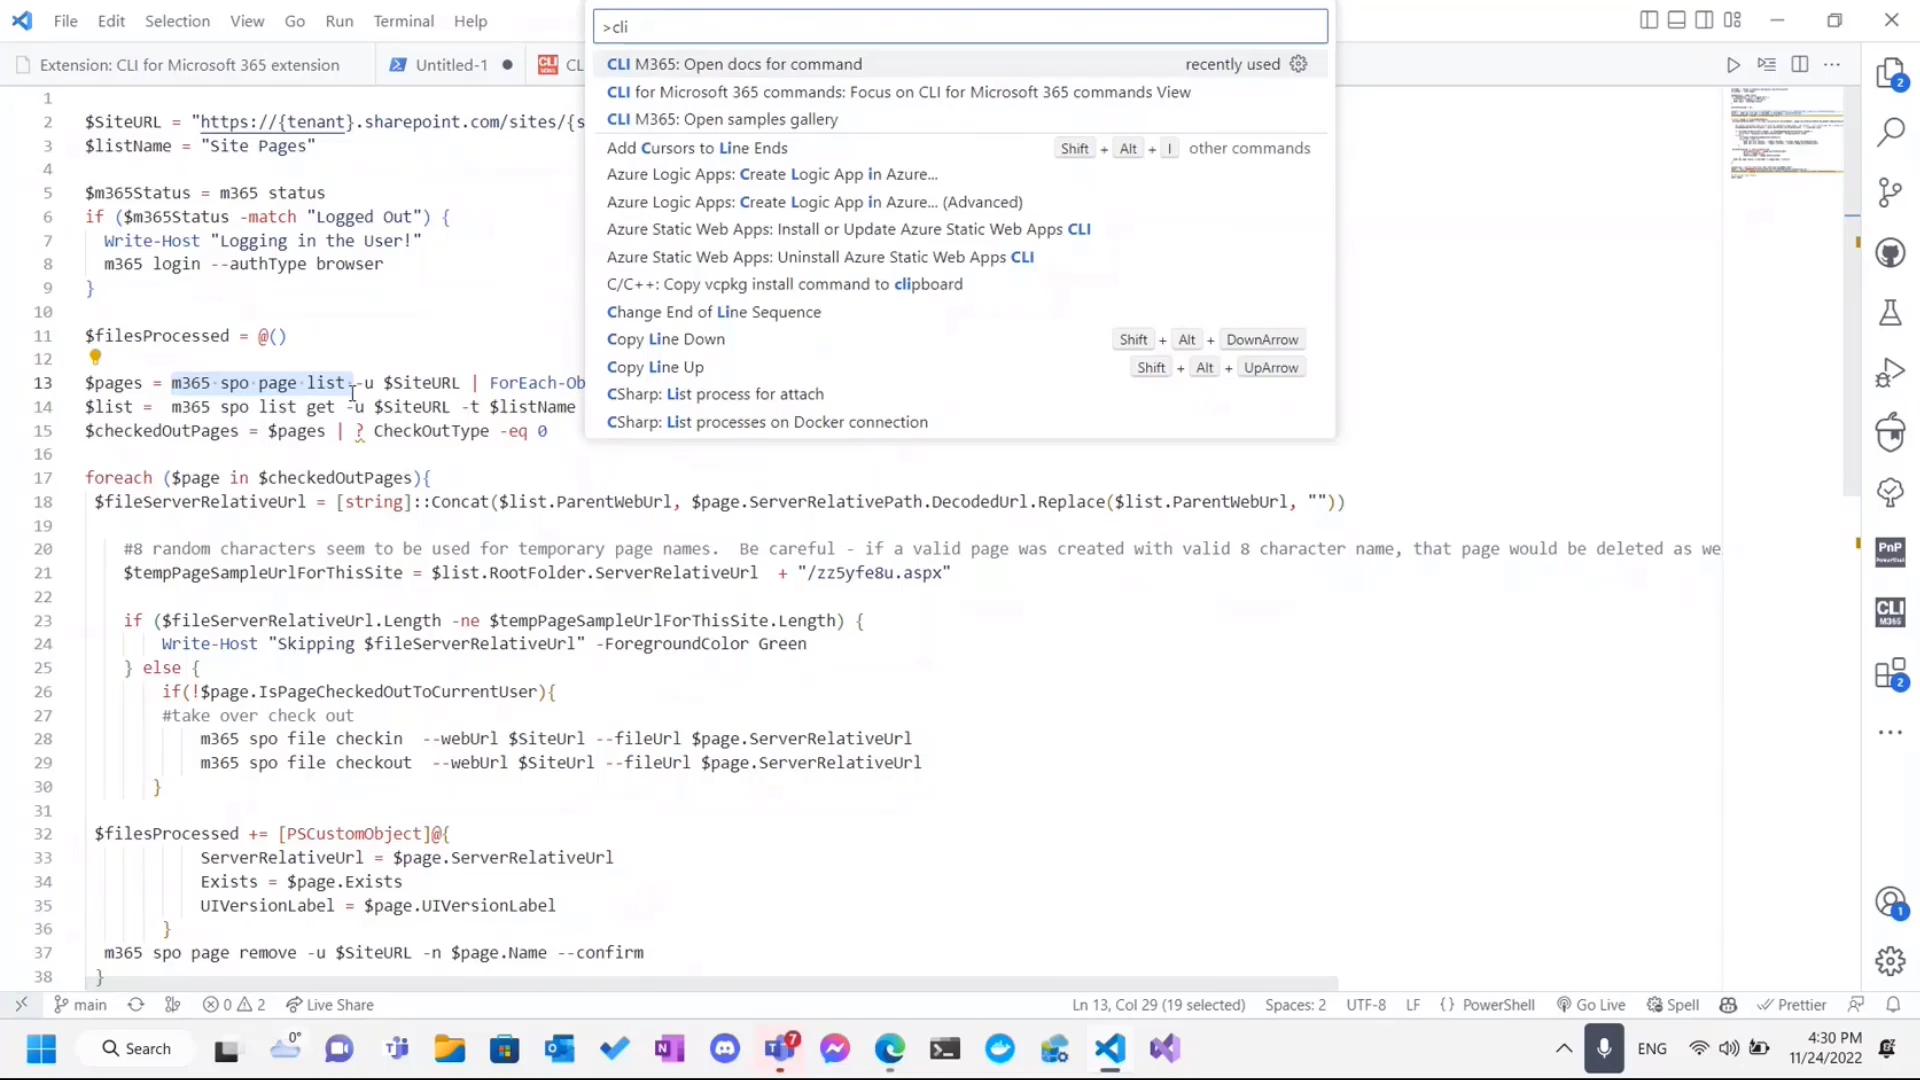 File Edit Selection View Go Run Terminal Help
>cli
Extension: CLI for Microsoft 365 extension
Untitled-1
CL
CLI M365: Open docs for command recently used
CLI for Microsoft 365 commands: Focus on CLI for Microsoft 365 commands View
CLI M365: Open samples gallery
Add Cursors to Line Ends Shift + Alt + I other commands
Azure Logic Apps: Create Logic App in Azure...
Azure Logic Apps: Create Logic App in Azure... (Advanced)
Azure Static Web Apps: Install or Update Azure Static Web Apps CLI
Azure Static Web Apps: Uninstall Azure Static Web Apps CLI
C/C++: Copy vcpkg install command to clipboard
Change End of Line Sequence
Copy Line Down Shift + Alt + DownArrow
Copy Line Up Shift + Alt + UpArrow
CSharp: List process for attach
CSharp: List processes on Docker connection
1
2 $SiteURL = "https://{tenant}.sharepoint.com/sites/{s
3 $listName = "Site Pages"
4
5 $m365Status = m365 status
6 if ($m365Status -match "Logged Out") {
7 Write-Host "Logging in the User!"
8 m365 login --authType browser
9 }
10
11 $filesProcessed = @()
12
13 $pages = m365 spo page list -u $SiteURL | ForEach-Ob
14 $list = m365 spo list get -u $SiteURL -t $listName
15 $checkedOutPages = $pages | ? CheckOutType -eq 0
16
17 foreach ($page in $checkedOutPages){
18 $fileServerRelativeUrl = [string]::Concat($list.ParentWebUrl, $page.ServerRelativePath.DecodedUrl.Replace($list.ParentWebUrl, ""))
19
20 #8 random characters seem to be used for temporary page names. Be careful - if a valid page was created with valid 8 character name, that page would be deleted as we
21 $tempPageSampleUrlForThisSite = $list.RootFolder.ServerRelativeUrl + "/zz5yfe8u.aspx"
22
23 if ($fileServerRelativeUrl.Length -ne $tempPageSampleUrlForThisSite.Length) {
24 Write-Host "Skipping $fileServerRelativeUrl" -ForegroundColor Green
25 } else {
26 if(!$page.IsPageCheckedOutToCurrentUser){
27 #take over check out
28 m365 spo file checkin --webUrl $SiteUrl --fileUrl $page.ServerRelativeUrl
29 m365 spo file checkout --webUrl $SiteUrl --fileUrl $page.ServerRelativeUrl
30 }
31
32 $filesProcessed += [PSCustomObject]@{
33 ServerRelativeUrl = $page.ServerRelativeUrl
34 Exists = $page.Exists
35 UIVersionLabel = $page.UIVersionLabel
36 }
37 m365 spo page remove -u $SiteURL -n $page.Name --confirm
38 }
2
PnP
CLI
M365
2
1
main 0 2 Live Share Ln 13, Col 29 (19 selected) Spaces: 2 UTF-8 LF {} PowerShell Go Live Spell Prettier
Search 0° 7 ENG 4:30 PM
11/24/2022